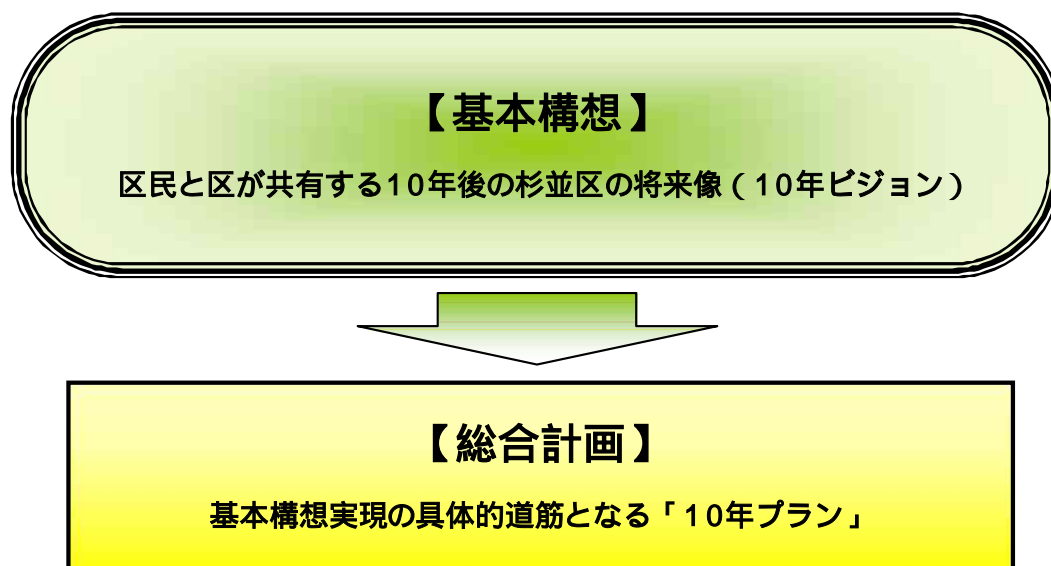 【基本構想】
区民と区が共有する10年後の杉並区の将来像（10年ビジョン）
【総合計画】
基本構想実現の具体的道筋となる「10年プラン」